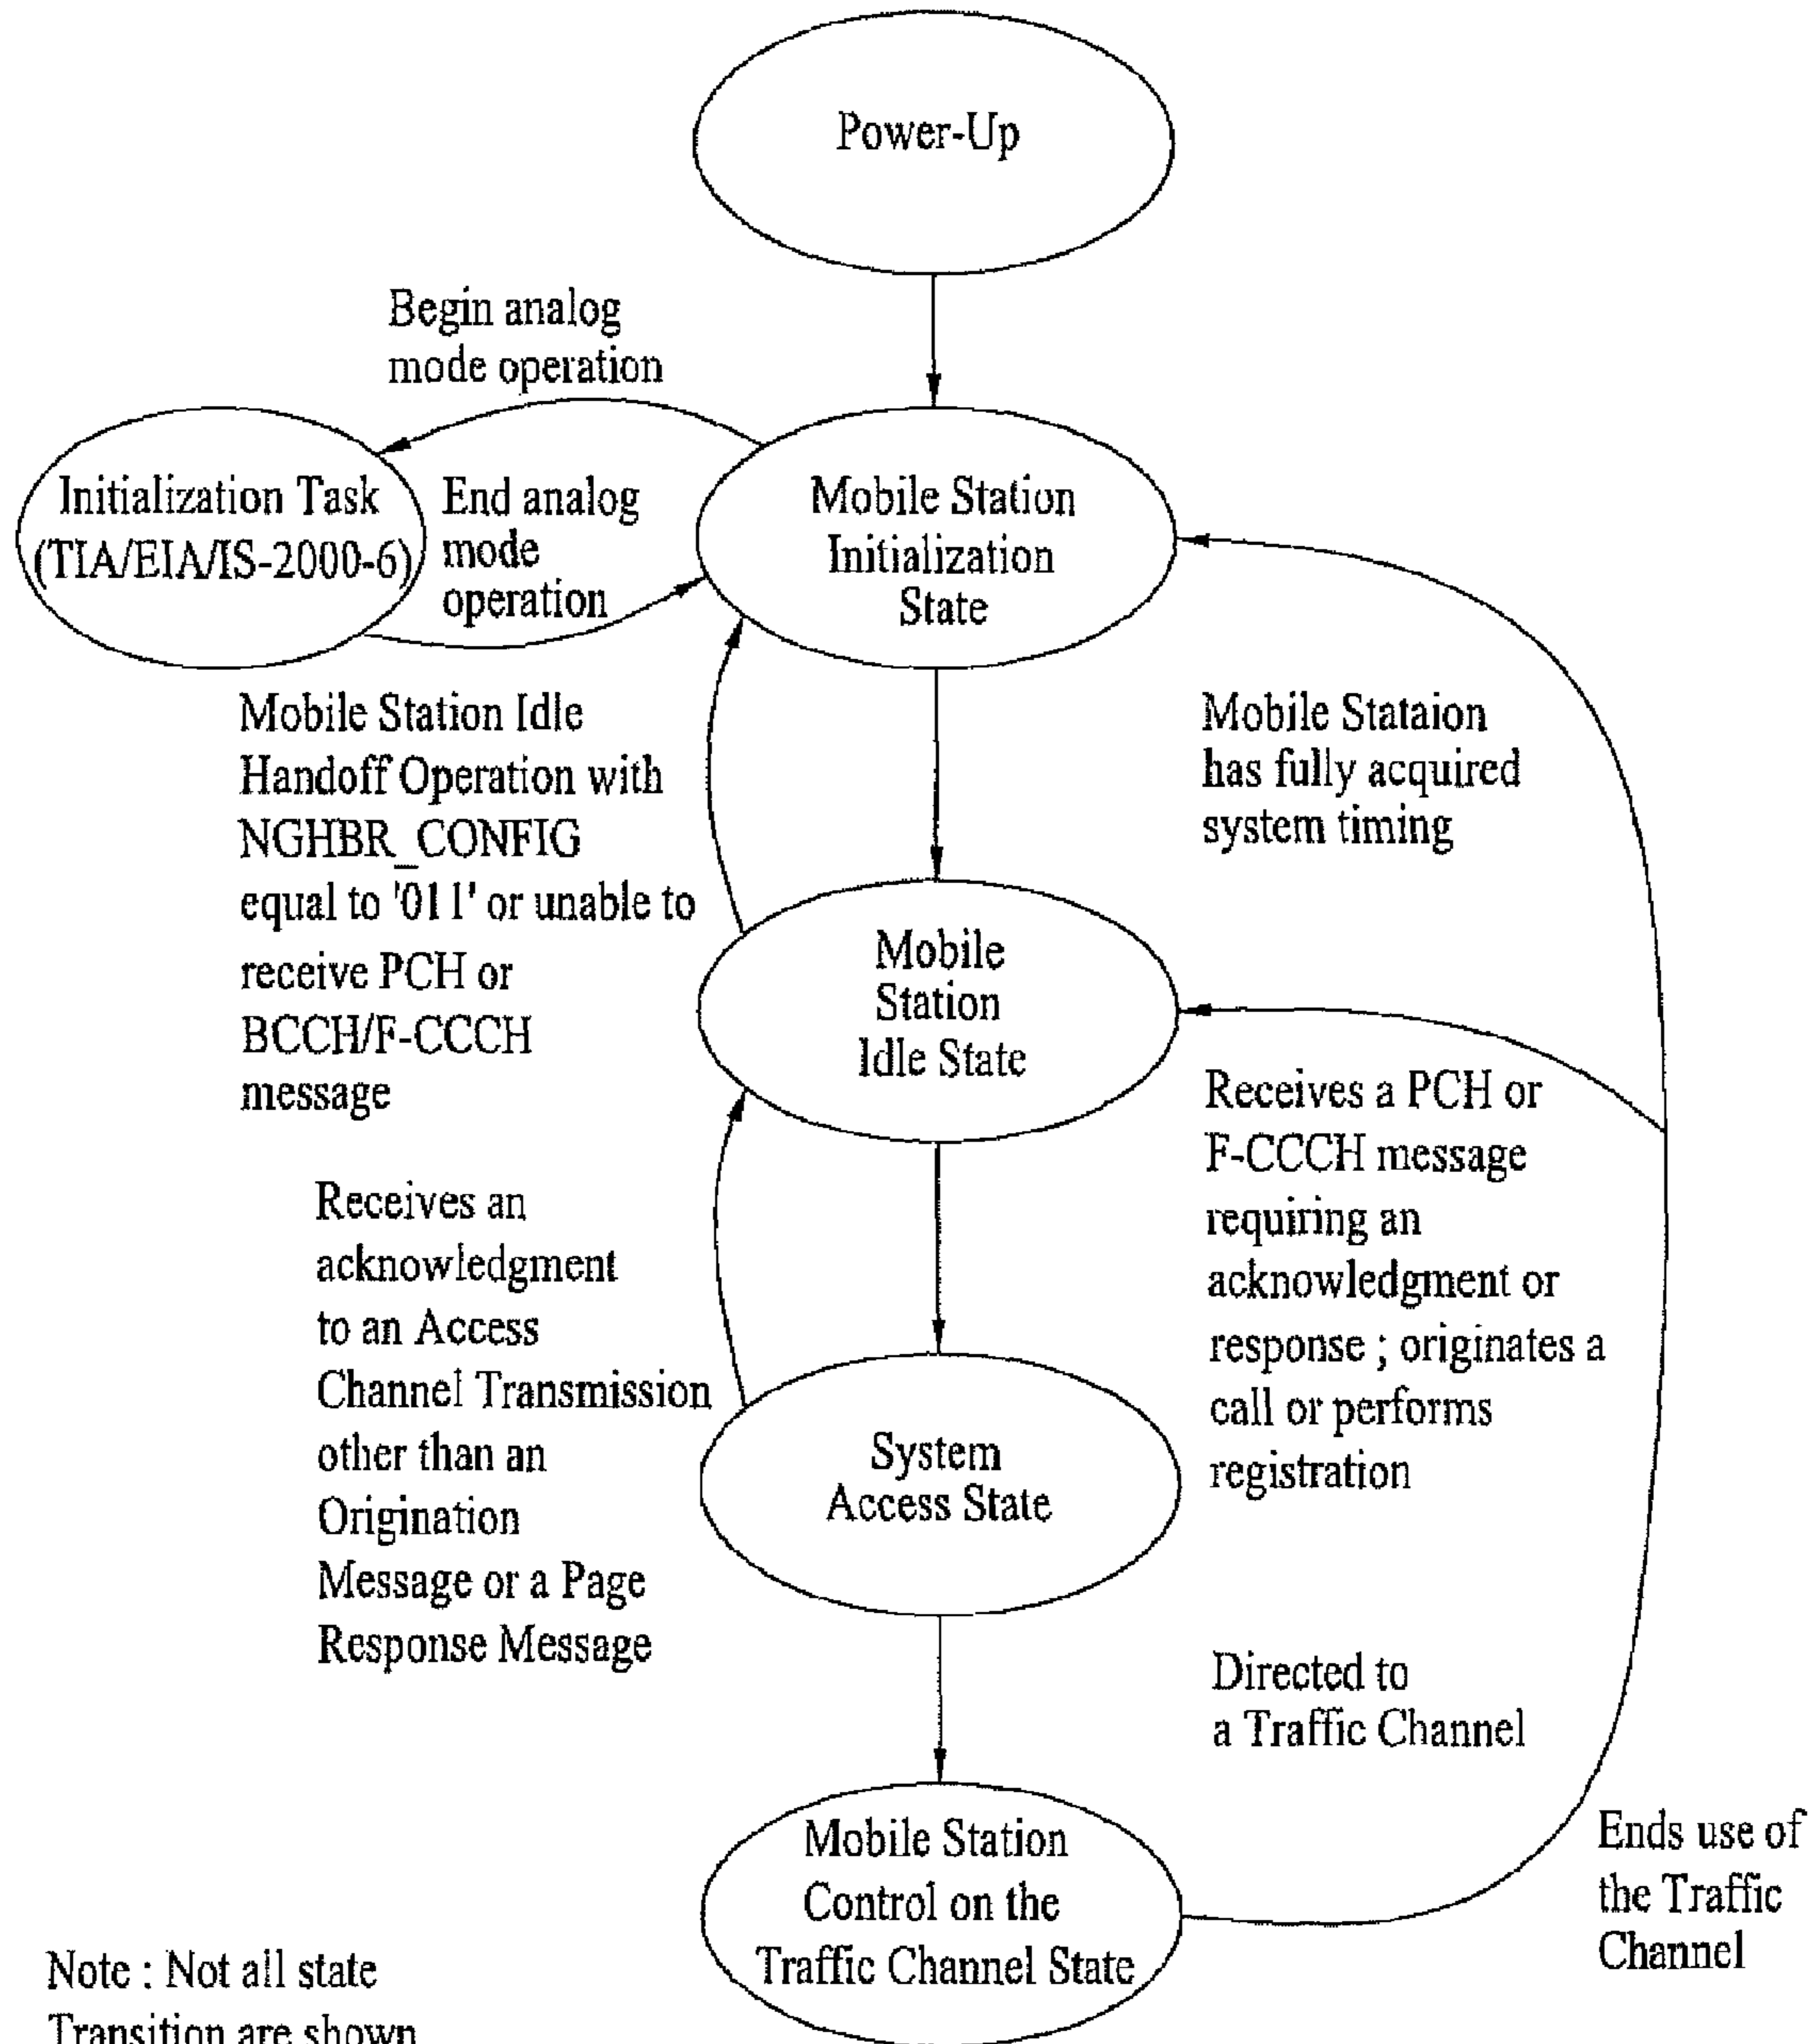 Power-Up
Begin analog
mode operation
Initialization Task
(TIA/EIA/IS-2000-6)
End analog
mode
operation
Mobile Station
Initialization
State
Mobile Station Idle
Handoff Operation with
NGHBR_CONFIG
equal to '011' or unable to
receive PCH or
BCCH/F-CCCH
message
Mobile Stataion
has fully acquired
system timing
Mobile
Station
Idle State
Receives an
acknowledgment
to an Access
Channel Transmission
other than an
Origination
Message or a Page
Response Message
Receives a PCH or
F-CCCH message
requiring an
acknowledgment or
response ; originates a
call or performs
registration
System
Access State
Directed to
a Traffic Channel
Mobile Station
Control on the
Traffic Channel State
Ends use of
the Traffic
Channel
Note : Not all state
Transition are shown